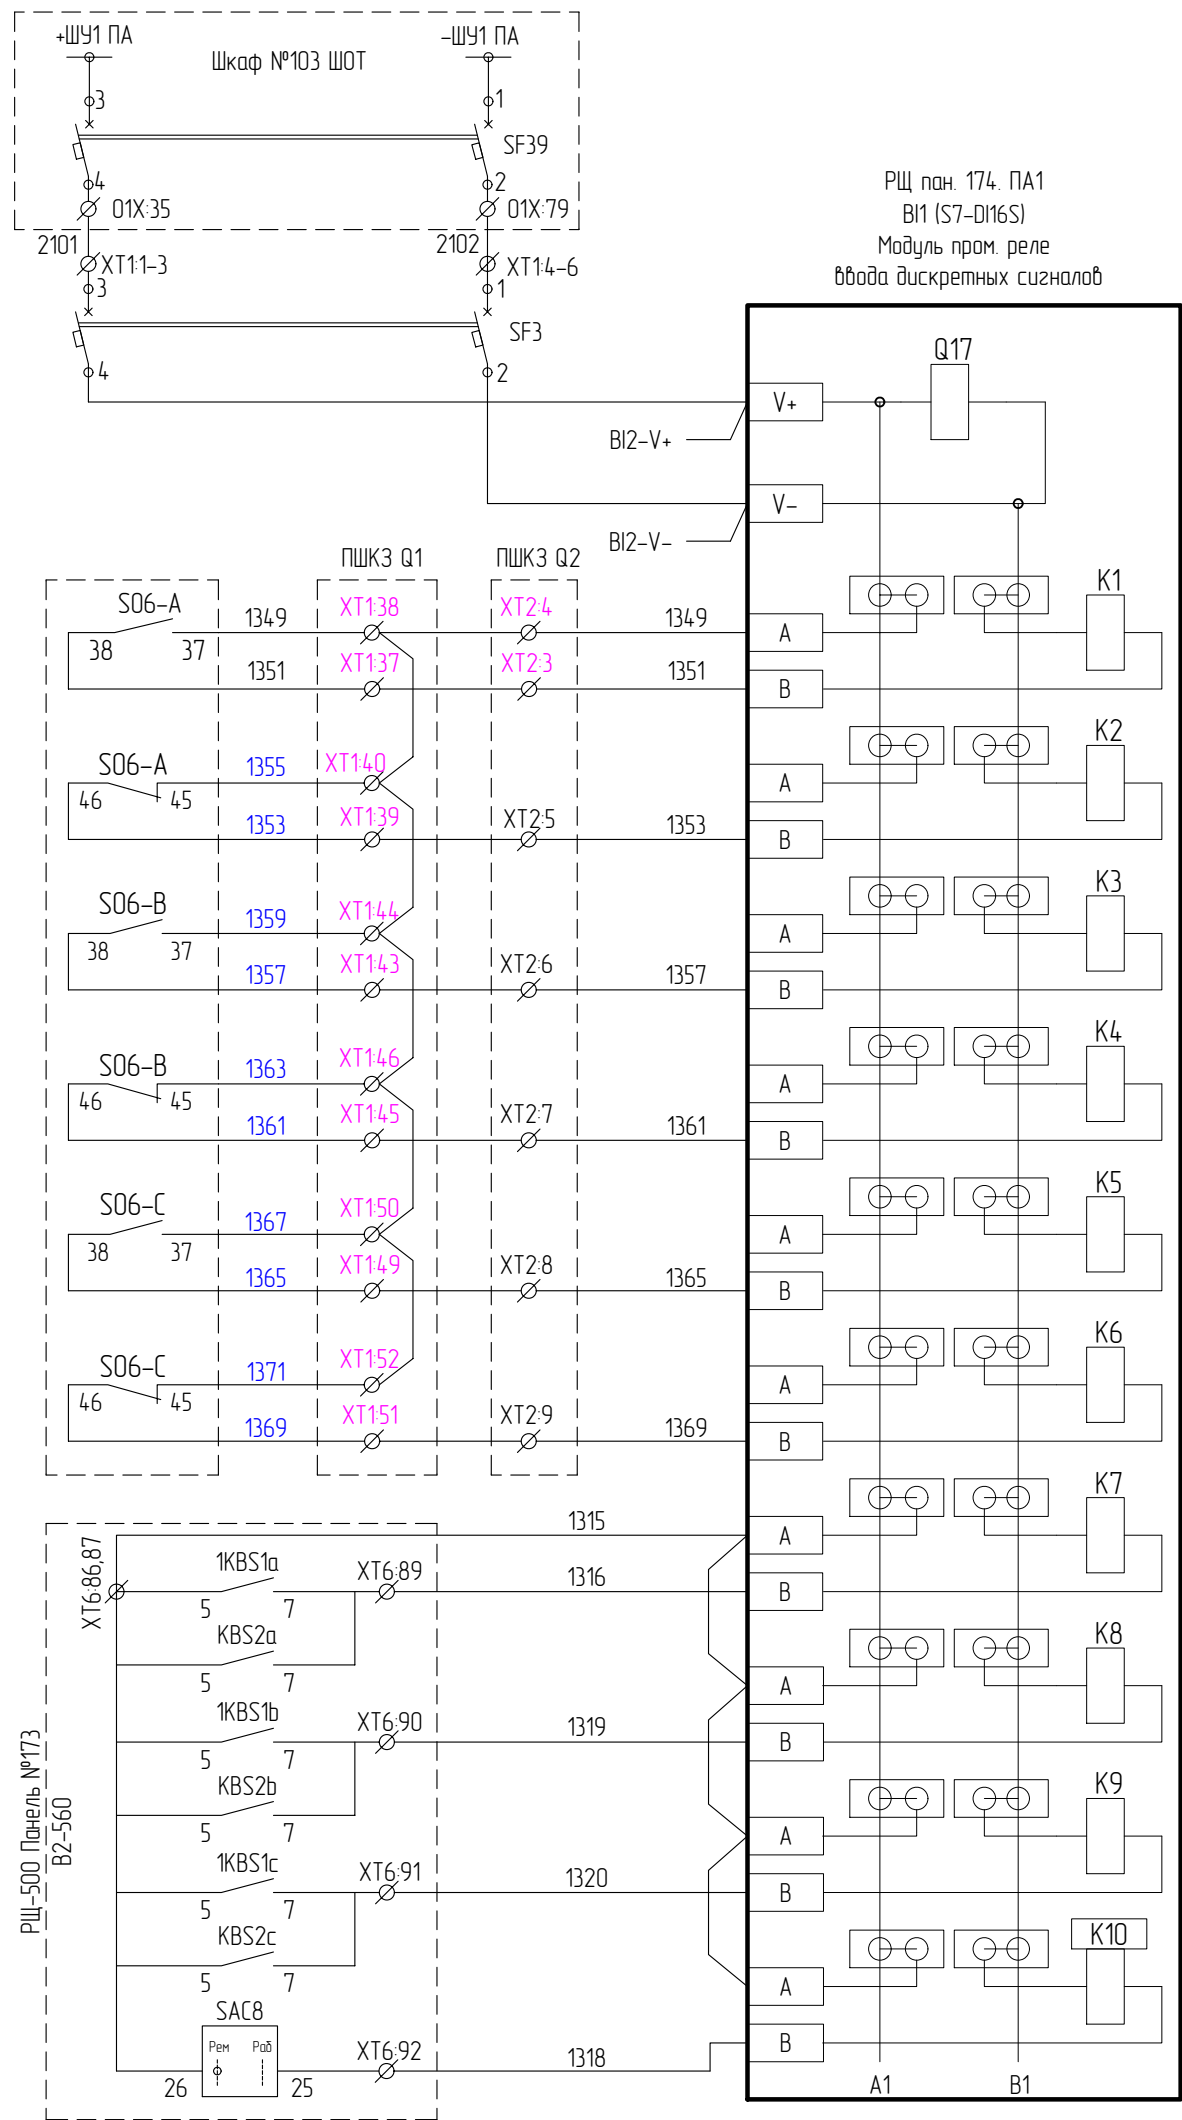 +ШУ1 ПА
-ШУ1 ПА
Шкаф №103 ШОТ
3
1
SF39
4
2
01X:35
01X:79
2101
2102
XT1:1-3
XT1:4-6
3
1
SF3
4
2
РЩ пан. 174. ПА1
BI1 (S7-DI16S)
Модуль пром. реле
ввода дискретных сигналов
Q17
V+
BI2-V+
V-
BI2-V-
ПШКЗ Q1
ПШКЗ Q2
S06-A
38
37
1349
XT1:38
XT2:4
1349
A
K1
1351
XT1:37
XT2:3
1351
B
S06-A
46
45
1355
XT1:40
A
K2
1353
XT1:39
XT2:5
1353
B
S06-B
38
37
1359
XT1:44
A
K3
1357
XT1:43
XT2:6
1357
B
S06-B
46
45
1363
XT1:46
A
K4
1361
XT1:45
XT2:7
1361
B
S06-C
38
37
1367
XT1:50
A
K5
1365
XT1:49
XT2:8
1365
B
S06-C
46
45
1371
XT1:52
A
K6
1369
XT1:51
XT2:9
1369
B
РЩ-500 Панель №173
В2-560
XT6:86,87
1315
A
K7
1KBS1a
5
7
XT6:89
1316
B
KBS2a
5
7
A
K8
1KBS1b
5
7
XT6:90
1319
B
KBS2b
5
7
A
K9
1KBS1c
5
7
XT6:91
1320
B
KBS2c
5
7
A
K10
SAC8
Рем
Раб
26
25
XT6:92
1318
B
A1
B1